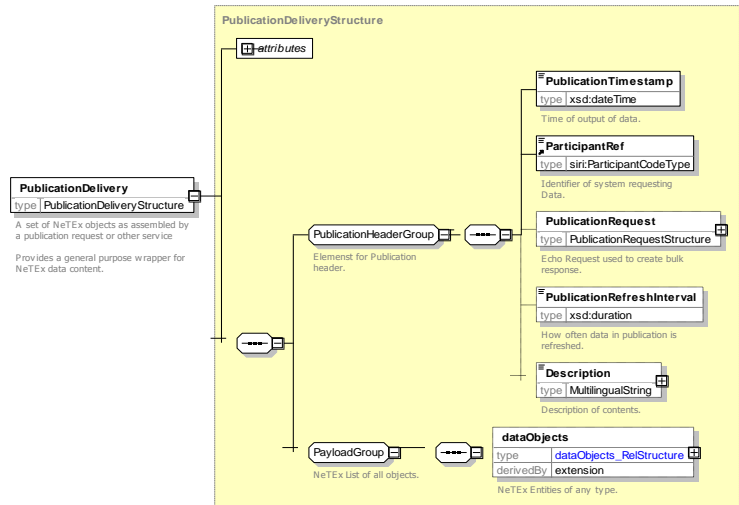 PublicationDeliveryStructure
attributes
PublicationTimestamp
type xsd:dateTime
Time of output of data.
ParticipantRef
type siri:ParticipantCodeType
Identifier of system requesting
Data.
PublicationDelivery
type PublicationDeliveryStructure
A set of NeTEx objects as assembled by
a publication request or other service
Provides a general purpose wrapper for
NeTEx data content.
PublicationHeaderGroup
Elemenst for Publication
header.
PublicationRequest
type PublicationRequestStructure
Echo Request used to create bulk
response.
PublicationRefreshInterval
type xsd:duration
How often data in publication is
refreshed.
Description
type MultilingualString
Description of contents.
PayloadGroup
NeTEx List of all objects.
dataObjects
type dataObjects_RelStructure
derivedBy extension
NeTEx Entities of any type.